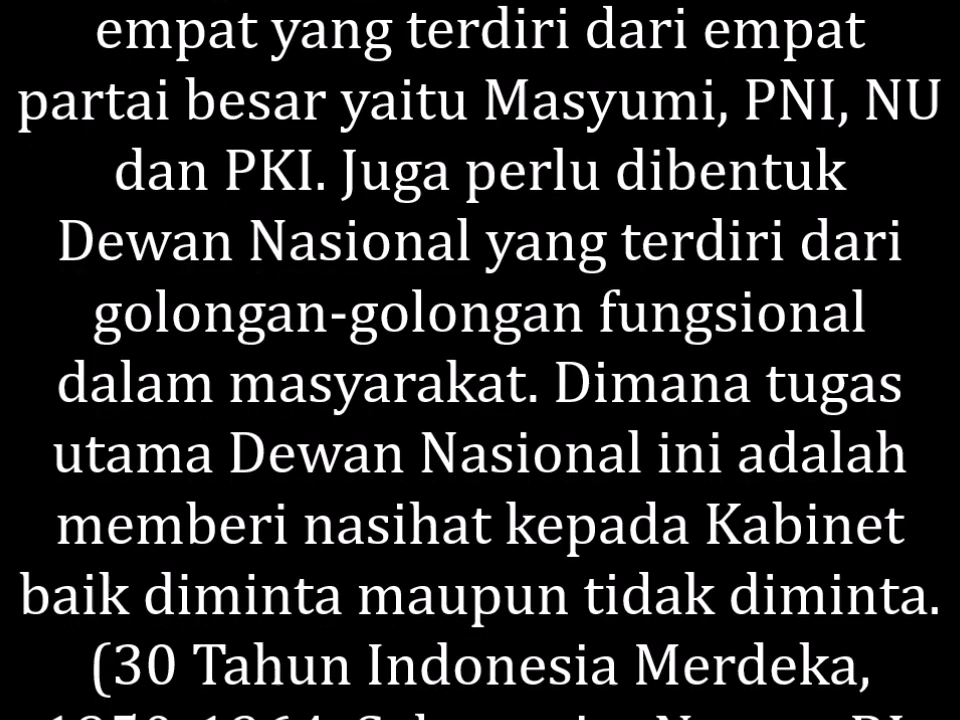 empat yang terdiri dari empat
partai besar yaitu Masyumi, PNI, NU
dan PKI. Juga perlu dibentuk
Dewan Nasional yang terdiri dari
golongan-golongan fungsional
dalam masyarakat. Dimana tugas
utama Dewan Nasional ini adalah
memberi nasihat kepada Kabinet
baik diminta maupun tidak diminta.
(30 Tahun Indonesia Merdeka,